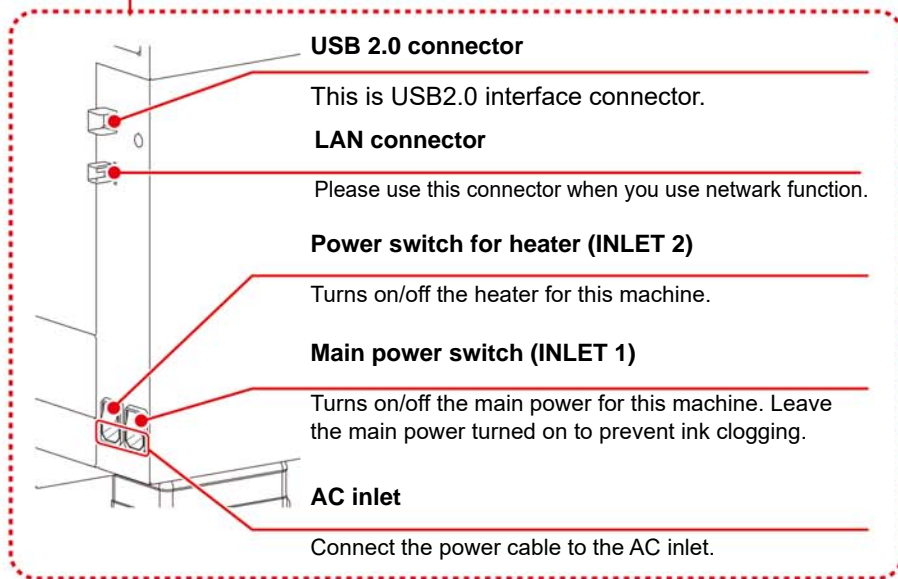 USB 2.0 connector
This is USB2.0 interface connector.
LAN connector
Please use this connector when you use netwark function.
Power switch for heater (INLET 2)
Turns on/off the heater for this machine.
Main power switch (INLET 1)
Turns on/off the main power for this machine. Leave
the main power turned on to prevent ink clogging.
AC inlet
Connect the power cable to the AC inlet.